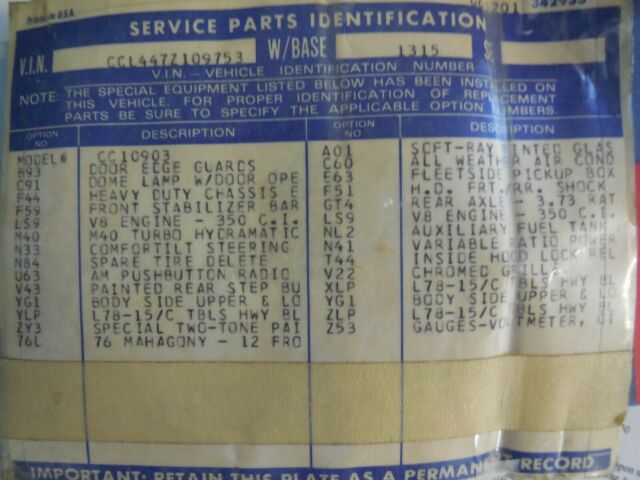 Printed in U.S.A.
201 342933
SERVICE PARTS IDENTIFICATION
V.I.N. CCL447Z109753 W/BASE 1315
V.I.N. - VEHICLE IDENTIFICATION NUMBER
NOTE: THE SPECIAL EQUIPMENT LISTED BELOW HAS BEEN INSTALLED ON
THIS VEHICLE. FOR PROPER IDENTIFICATION OF REPLACEMENT
PARTS BE SURE TO SPECIFY THE APPLICABLE OPTION NUMBERS.
OPTION NO DESCRIPTION OPTION NO DESCRIPTION
MODEL# CC10903 A01 SOFT-RAY TINTED GLAS
B93 DOOR EDGE GUARDS C60 ALL WEATHER AIR COND
C91 DOME LAMP W/DOOR OPE E63 FLEETSIDE PICKUP BOX
F44 HEAVY DUTY CHASSIS E F51 H.D. FRT./RR. SHOCK
F59 FRONT STABILIZER BAR GT4 REAR AXLE - 3.73 RAT
LS9 V8 ENGINE - 350 C.I. LS9 V8 ENGINE - 350 C.I.
M40 M40 TURBO HYDRAMATIC NL2 AUXILIARY FUEL TANK
N33 COMFORTILT STEERING N41 VARIABLE RATIO POWER
N84 SPARE TIRE DELETE T44 INSIDE HOOD LOCK REL
U63 AM PUSHBUTTON RADIO V22 CHROMED GRILLE
V43 PAINTED REAR STEP BU XLP L78-15/C TBLS HWY BL
YG1 BODY SIDE UPPER & LO YG1 BODY SIDE UPPER & LO
YLP L78-15/C TBLS HWY BL ZLP L78-15/C TBLS HWY BL
ZY3 SPECIAL TWO-TONE PAI Z53 GAUGES-VOLTMETER, OI
76L 76 MAHAGONY - 12 FRO
IMPORTANT: RETAIN THIS PLATE AS A PERMANENT RECORD